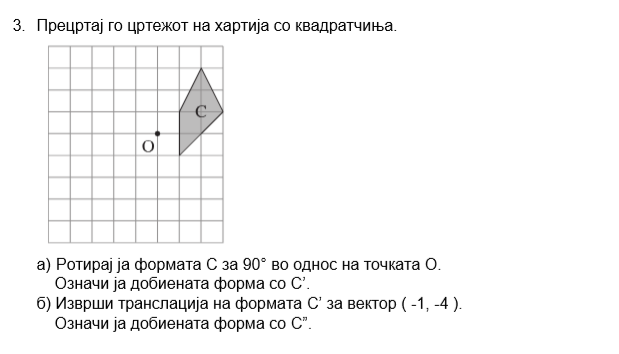 3. Прецртај го цртежот на хартија со квадратчиња.
C
O
а) Ротирај ја формата C за 90° во однос на точката O.
Означи ја добиената форма со C’.
б) Изврши транслација на формата C’ за вектор ( -1, -4 ).
Означи ја добиената форма со C”.